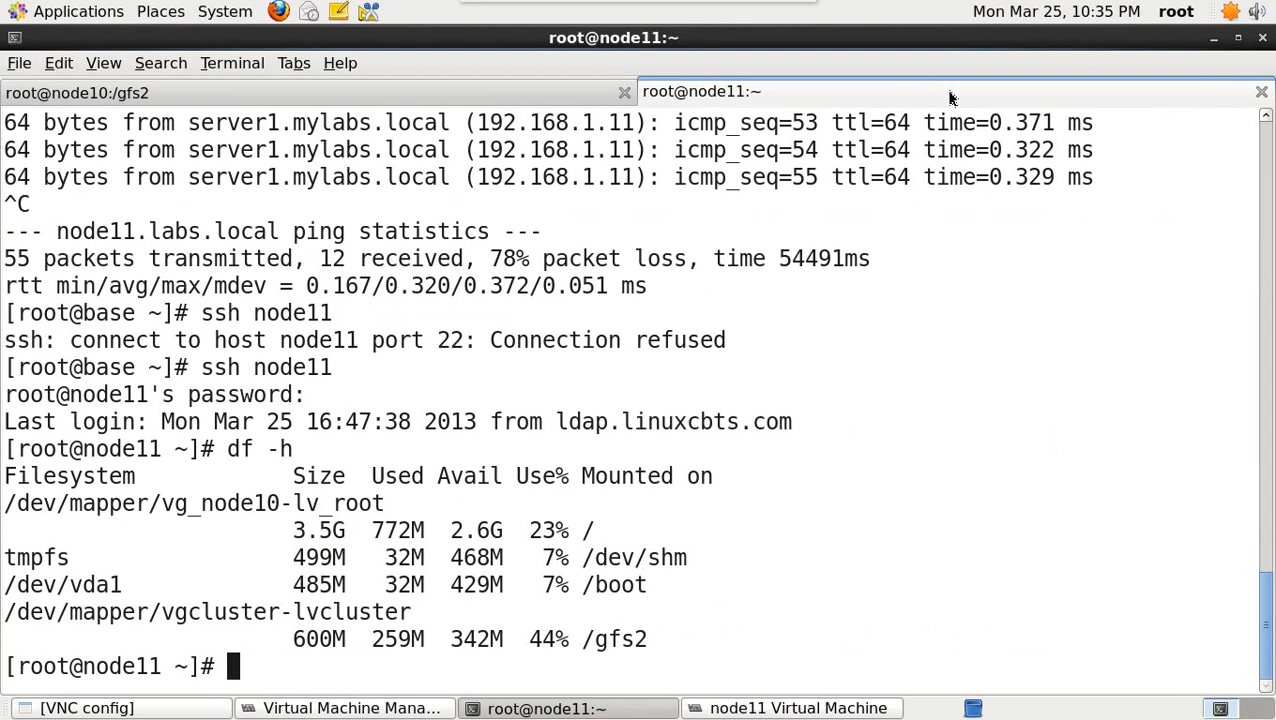 Applications Places System Mon Mar 25, 10:35 PM root
root@node11:~
File Edit View Search Terminal Tabs Help
root@node10:/gfs2 root@node11:~
64 bytes from server1.mylabs.local (192.168.1.11): icmp_seq=53 ttl=64 time=0.371 ms
64 bytes from server1.mylabs.local (192.168.1.11): icmp_seq=54 ttl=64 time=0.322 ms
64 bytes from server1.mylabs.local (192.168.1.11): icmp_seq=55 ttl=64 time=0.329 ms
^C
--- node11.labs.local ping statistics ---
55 packets transmitted, 12 received, 78% packet loss, time 54491ms
rtt min/avg/max/mdev = 0.167/0.320/0.372/0.051 ms
[root@base ~]# ssh node11
ssh: connect to host node11 port 22: Connection refused
[root@base ~]# ssh node11
root@node11's password:
Last login: Mon Mar 25 16:47:38 2013 from ldap.linuxcbts.com
[root@node11 ~]# df -h
Filesystem Size Used Avail Use% Mounted on
/dev/mapper/vg_node10-lv_root
3.5G 772M 2.6G 23% /
tmpfs 499M 32M 468M 7% /dev/shm
/dev/vda1 485M 32M 429M 7% /boot
/dev/mapper/vgcluster-lvcluster
600M 259M 342M 44% /gfs2
[root@node11 ~]#
[VNC config] Virtual Machine Mana... root@node11:~ node11 Virtual Machine